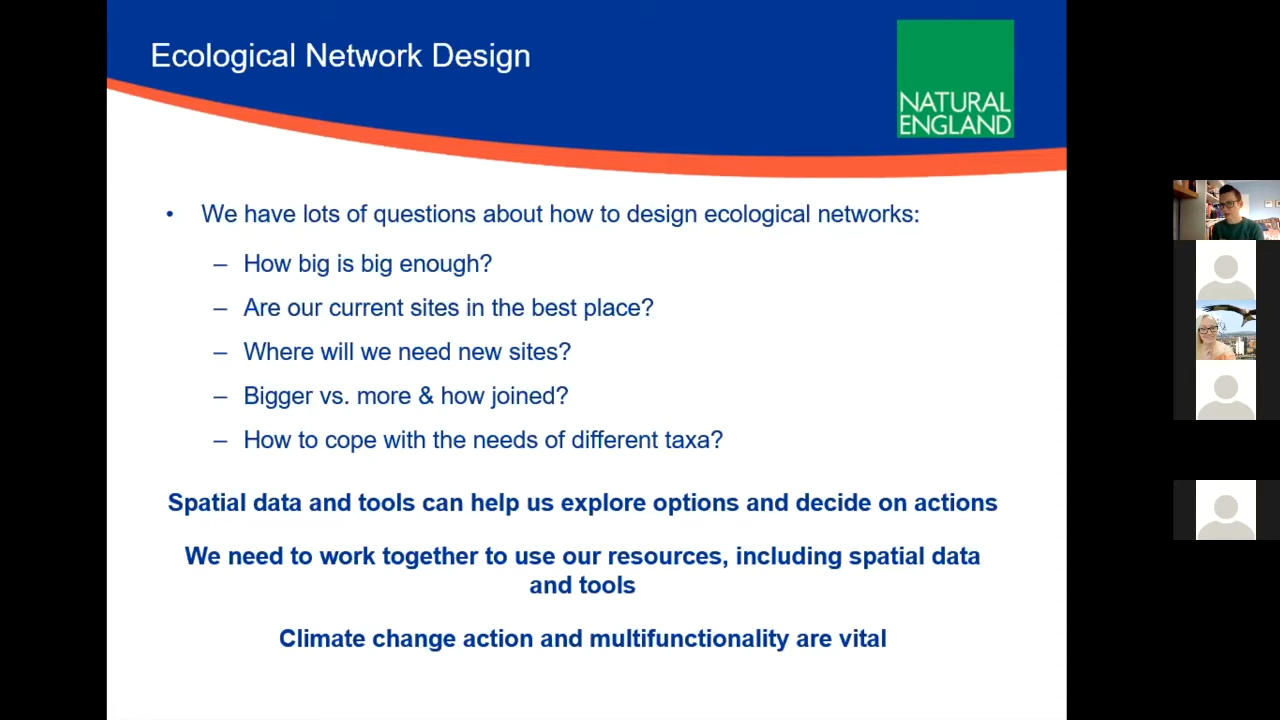 Ecological Network Design
NATURAL
ENGLAND
• We have lots of questions about how to design ecological networks:
– How big is big enough?
– Are our current sites in the best place?
– Where will we need new sites?
– Bigger vs. more & how joined?
– How to cope with the needs of different taxa?
Spatial data and tools can help us explore options and decide on actions
We need to work together to use our resources, including spatial data
and tools
Climate change action and multifunctionality are vital